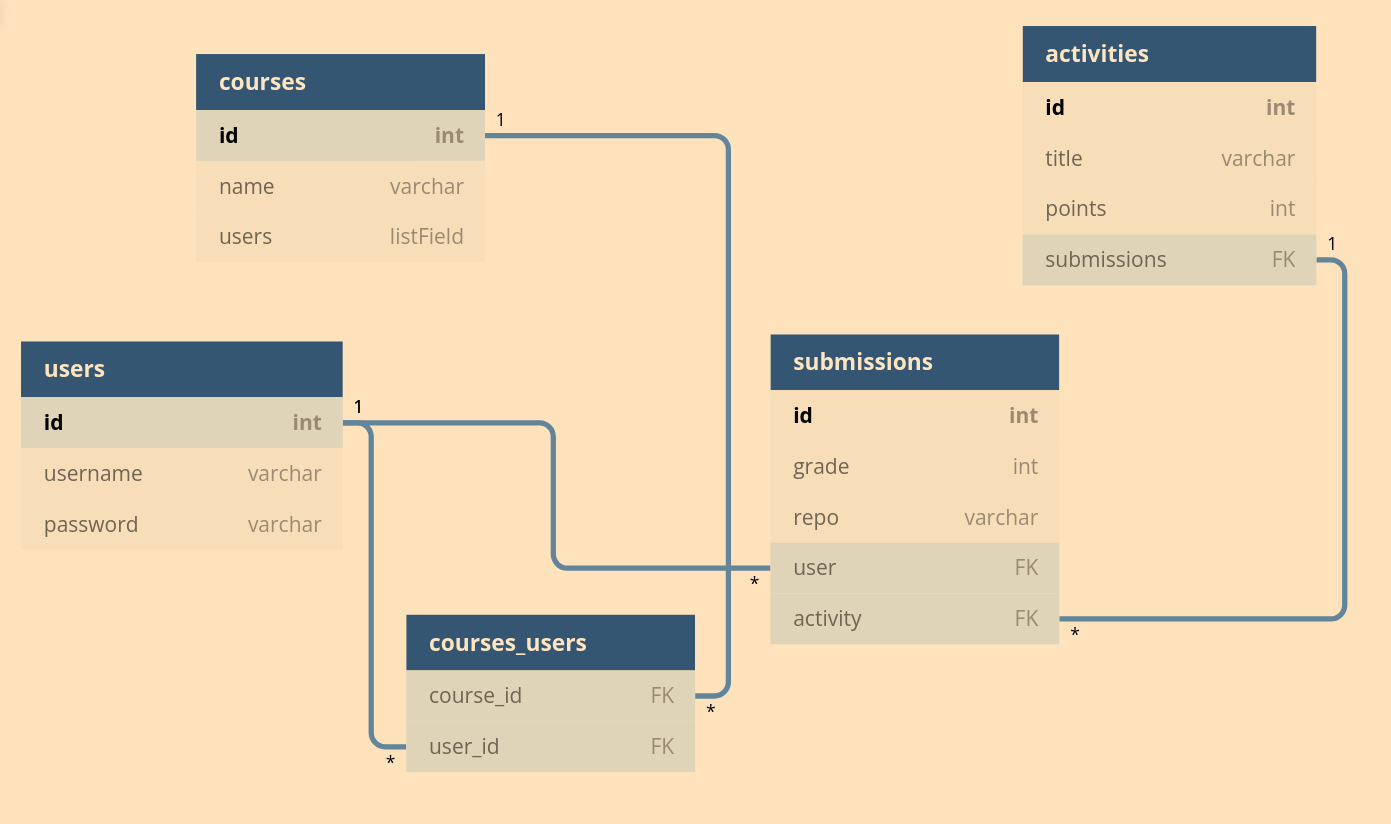 courses
id int
name varchar
users listField
1
activities
id int
title varchar
points int
submissions FK
1
users
id int
username varchar
password varchar
1
submissions
id int
grade int
repo varchar
user FK
activity FK
*
*
courses_users
course_id FK
user_id FK
*
*